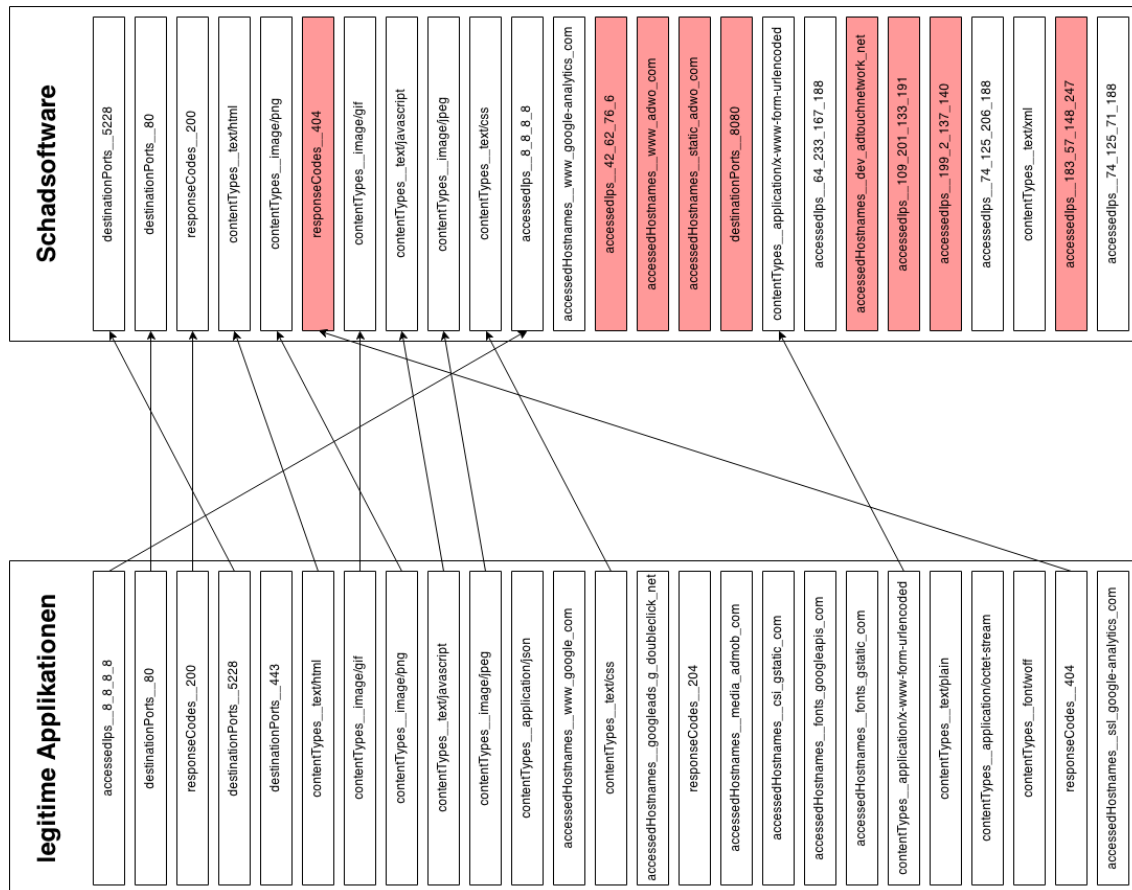 legitime Applikationen
accessedIps__8_8_8_8
destinationPorts__80
responseCodes__200
destinationPorts__5228
destinationPorts__443
contentTypes__text/html
contentTypes__image/gif
contentTypes__image/png
contentTypes__text/javascript
contentTypes__image/jpeg
contentTypes__application/json
accessedHostnames__www_google_com
contentTypes__text/css
accessedHostnames__googleads_g_doubleclick_net
responseCodes__204
accessedHostnames__media_admob_com
accessedHostnames__csi_gstatic_com
accessedHostnames__fonts_googleapis_com
accessedHostnames__fonts_gstatic_com
contentTypes__application/x-www-form-urlencoded
contentTypes__text/plain
contentTypes__application/octet-stream
contentTypes__font/woff
responseCodes__404
accessedHostnames__ssl_google-analytics_com
Schadsoftware
destinationPorts__5228
destinationPorts__80
responseCodes__200
contentTypes__text/html
contentTypes__image/png
responseCodes__404
contentTypes__image/gif
contentTypes__text/javascript
contentTypes__image/jpeg
contentTypes__text/css
accessedIps__8_8_8_8
accessedHostnames__www_google-analytics_com
accessedIps__42_62_76_6
accessedHostnames__www_adwo_com
accessedHostnames__static_adwo_com
destinationPorts__8080
contentTypes__application/x-www-form-urlencoded
accessedIps__64_233_167_188
accessedHostnames__dev_adtouchnetwork_net
accessedIps__109_201_133_191
accessedIps__199_2_137_140
accessedIps__74_125_206_188
contentTypes__text/xml
accessedIps__183_57_148_247
accessedIps__74_125_71_188